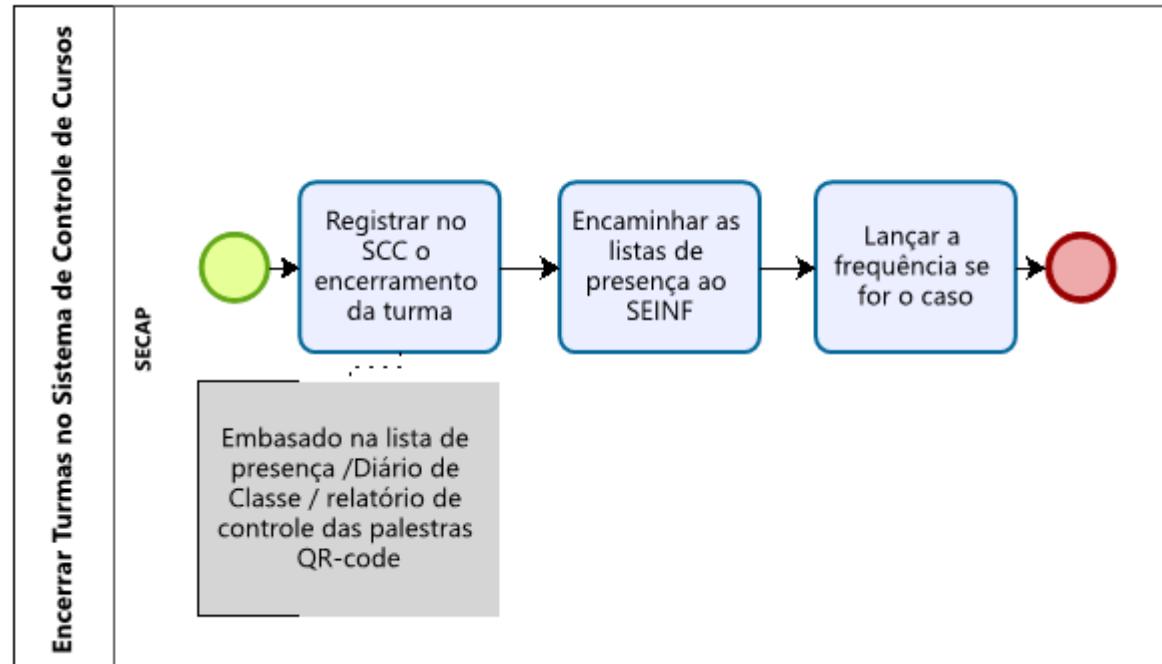 Encerrar Turmas no Sistema de Controle de Cursos
SECAP
Registrar no
SCC o
encerramento
da turma
Encaminhar as
listas de
presença ao
SEINF
Lançar a
frequência se
for o caso
Embasado na lista de
presença /Diário de
Classe / relatório de
controle das palestras
QR-code